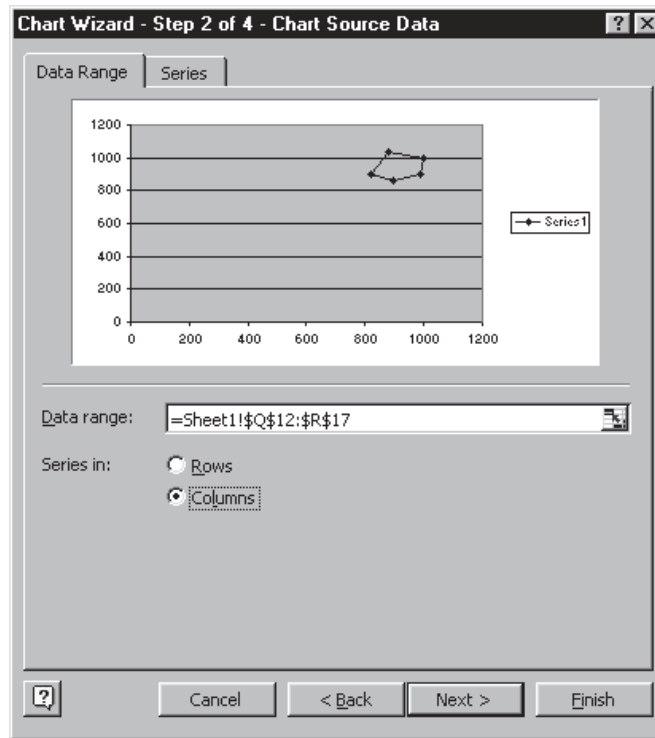 Chart Wizard - Step 2 of 4 - Chart Source Data
Data Range Series
1200
1000
800
600
400
200
0
0 200 400 600 800 1000 1200
Series1
Data range: =Sheet1!$Q$12:$R$17
Series in: Rows
Columns
Cancel < Back Next > Finish